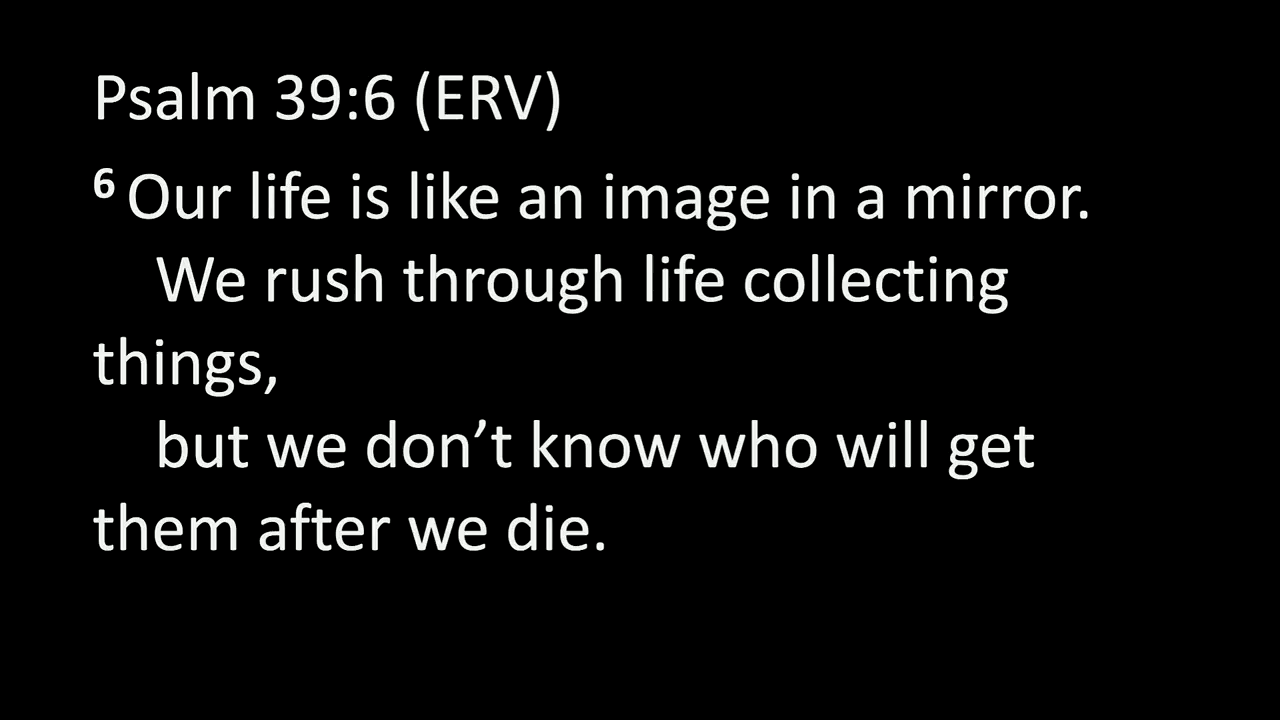 Psalm 39:6 (ERV)
6 Our life is like an image in a mirror.
We rush through life collecting
things,
but we don’t know who will get
them after we die.